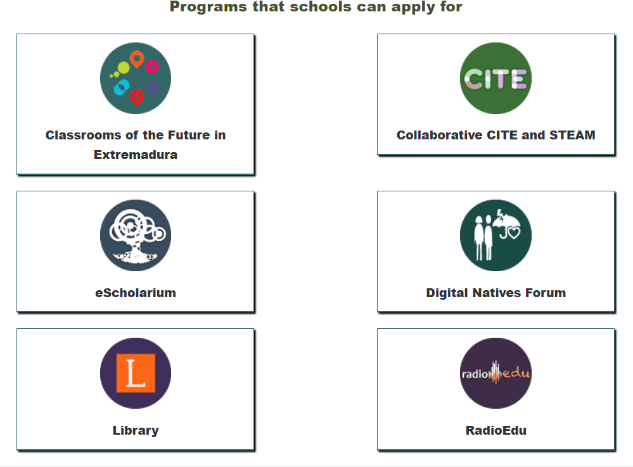 Programs that schools can apply for
CITE
Classrooms of the Future in
Extremadura
Collaborative CITE and STEAM
eScholarium
Digital Natives Forum
L
radio edu
Library
RadioEdu